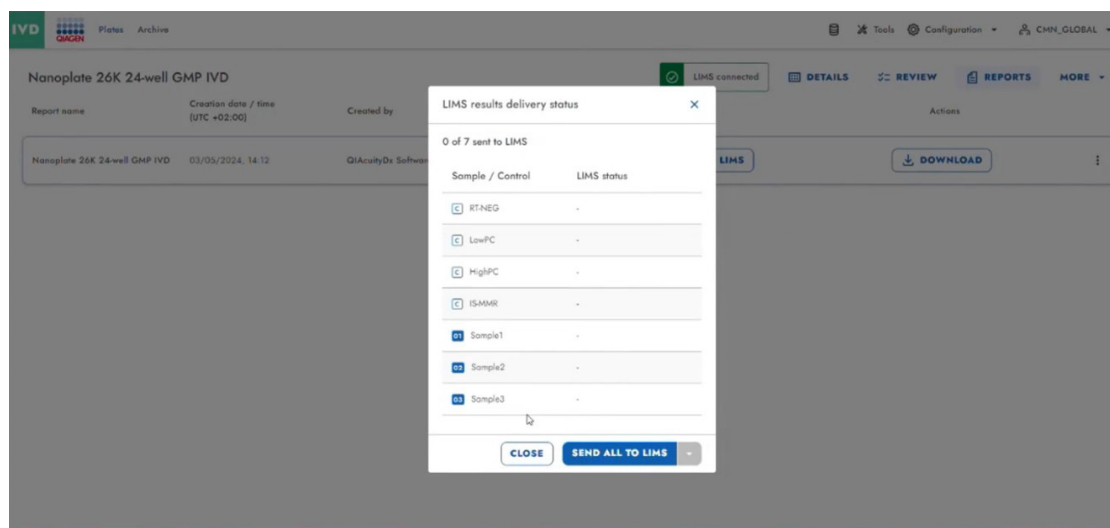 IVD QIAGEN Plates Archive Tools Configuration CMN_GLOBAL
Nanoplate 26K 24-well GMP IVD LIMS connected DETAILS REVIEW REPORTS MORE
Report name Creation date / time Created by Actions
(UTC +02:00)
Nanoplate 26K 24-well GMP IVD 03/05/2024, 14:12 QIAcuityDx LIMS DOWNLOAD
LIMS results delivery status
0 of 7 sent to LIMS
Sample / Control LIMS status
C RT-NEG -
C LowPC -
C HighPC -
C IS-MMR -
01 Sample1 -
02 Sample2 -
03 Sample3 -
CLOSE SEND ALL TO LIMS